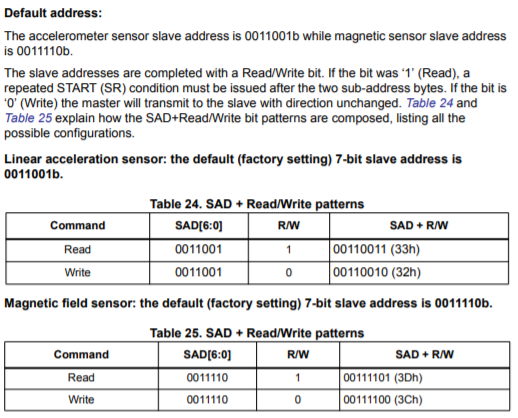 Default address:
The accelerometer sensor slave address is 0011001b while magnetic sensor slave address
is 0011110b.
The slave addresses are completed with a Read/Write bit. If the bit was ‘1’ (Read), a
repeated START (SR) condition must be issued after the two sub-address bytes. If the bit is
‘0’ (Write) the master will transmit to the slave with direction unchanged. Table 24 and
Table 25 explain how the SAD+Read/Write bit patterns are composed, listing all the
possible configurations.
Linear acceleration sensor: the default (factory setting) 7-bit slave address is
0011001b.
Table 24. SAD + Read/Write patterns
Command SAD[6:0] R/W SAD + R/W
Read 0011001 1 00110011 (33h)
Write 0011001 0 00110010 (32h)
Magnetic field sensor: the default (factory setting) 7-bit slave address is 0011110b.
Table 25. SAD + Read/Write patterns
Command SAD[6:0] R/W SAD + R/W
Read 0011110 1 00111101 (3Dh)
Write 0011110 0 00111100 (3Ch)